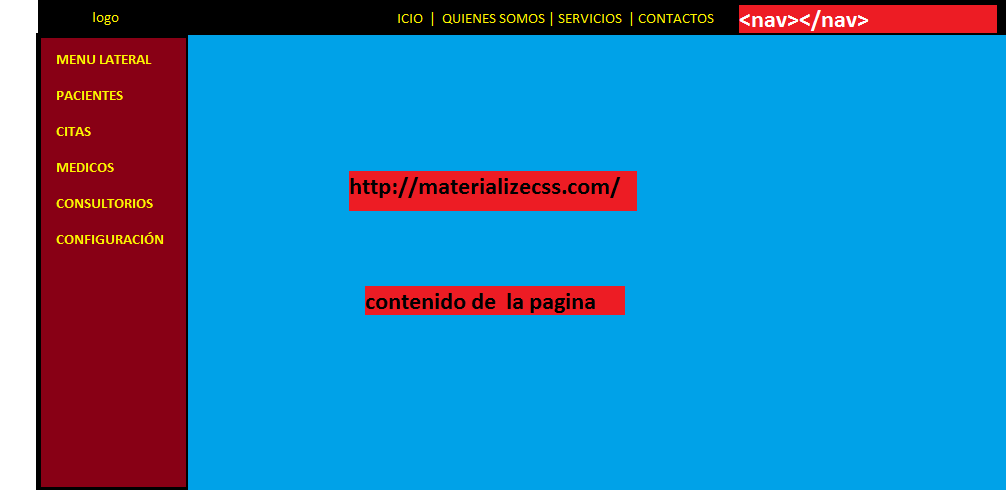 logo
ICIO | QUIENES SOMOS | SERVICIOS | CONTACTOS
<nav></nav>
MENU LATERAL
PACIENTES
CITAS
MEDICOS
CONSULTORIOS
CONFIGURACIÓN
http://materializecss.com/
contenido de la pagina